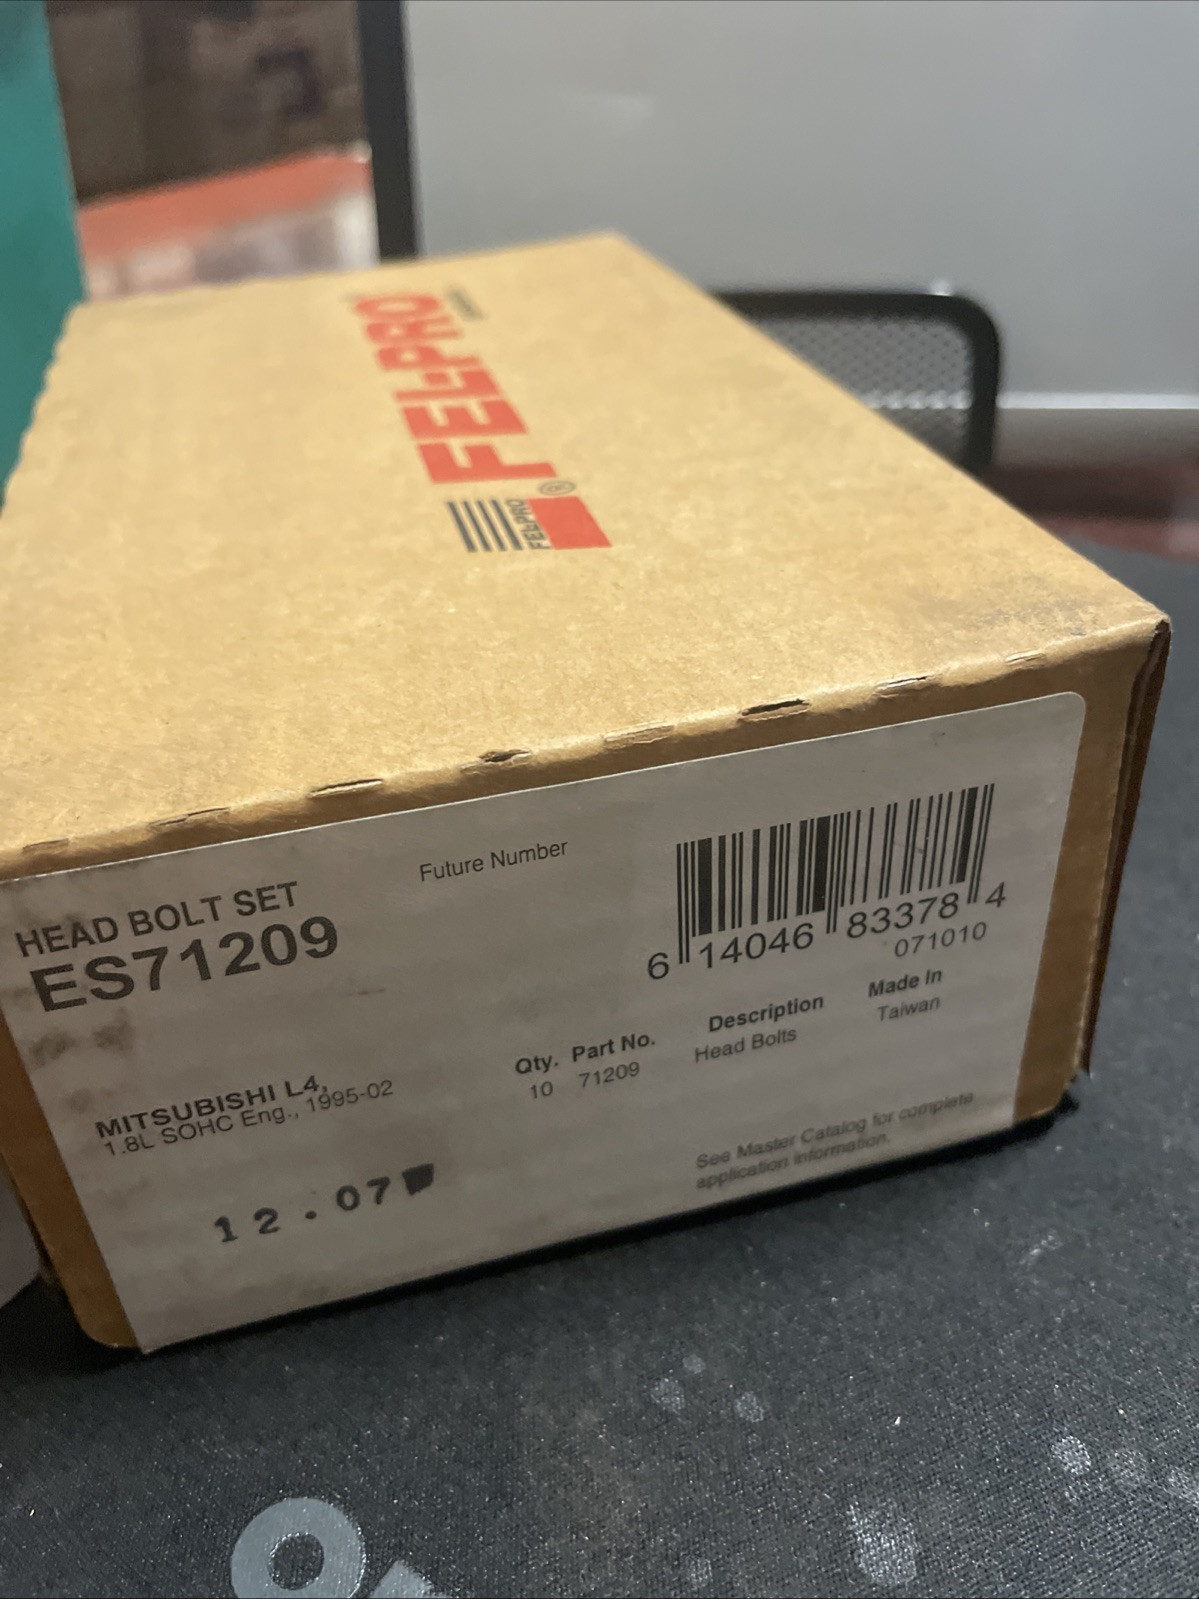 FEL-PRO
FEL-PRO®
HEAD BOLT SET
ES71209
Future Number
6 14046 83378 4
071010
MITSUBISHI L4,
1.8L SOHC Eng., 1995-02
Qty. Part No. Description Made In
10 71209 Head Bolts Taiwan
See Master Catalog for complete
application information.
12.07